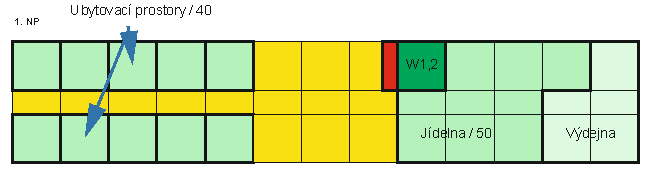 Ubytovací prostory / 40
1. NP
W1,2
Jídelna / 50
Výdejna